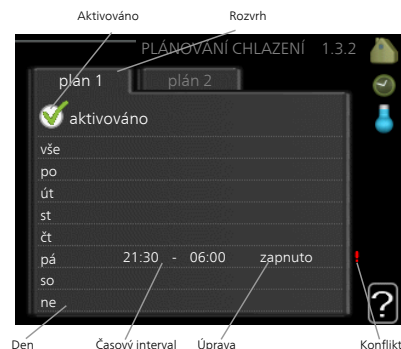 Aktivováno Rozvrh
PLÁNOVÁNÍ CHLAZENÍ 1.3.2
plán 1 plán 2
aktivováno
vše
po
út
st
čt
pá 21:30 - 06:00 zapnuto !
so
ne
?
Den Časový interval Úprava Konflikt